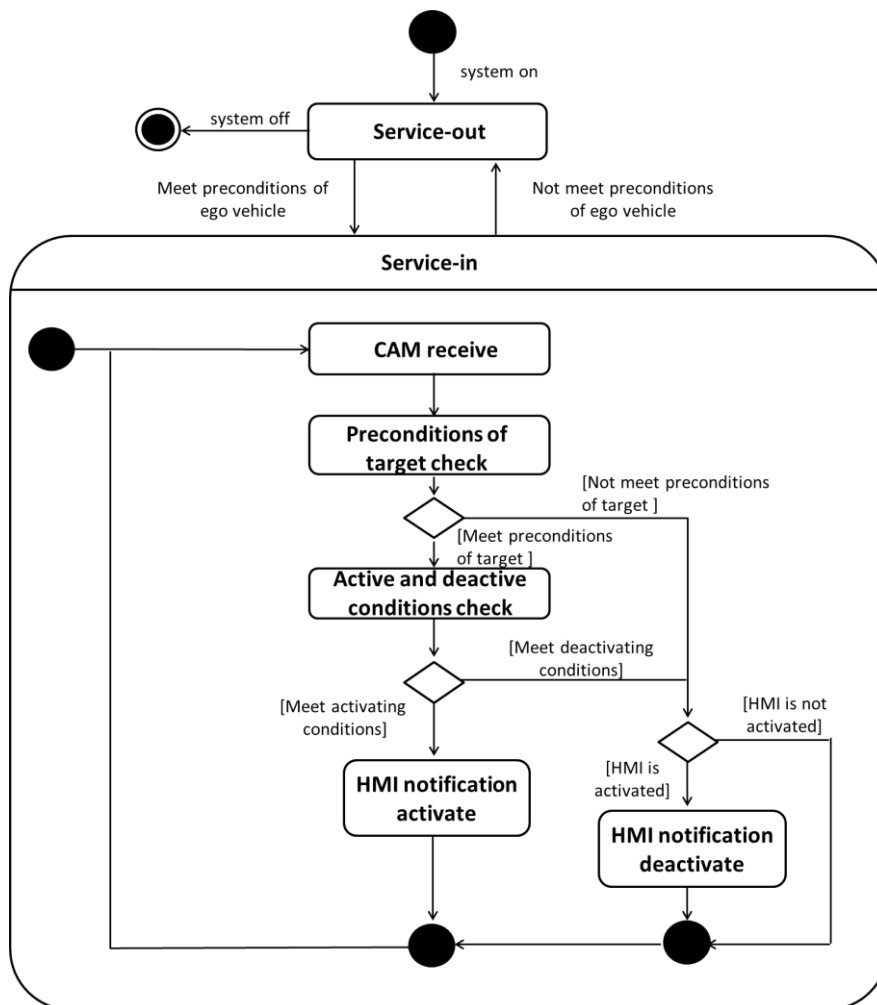 system on
system off
Service-out
Meet preconditions of
ego vehicle
Not meet preconditions
of ego vehicle
Service-in
CAM receive
Preconditions of
target check
[Not meet preconditions
of target ]
[Meet preconditions
of target ]
Active and deactive
conditions check
[Meet deactivating
conditions]
[Meet activating
conditions]
[HMI is not
activated]
[HMI is
activated]
HMI notification
activate
HMI notification
deactivate